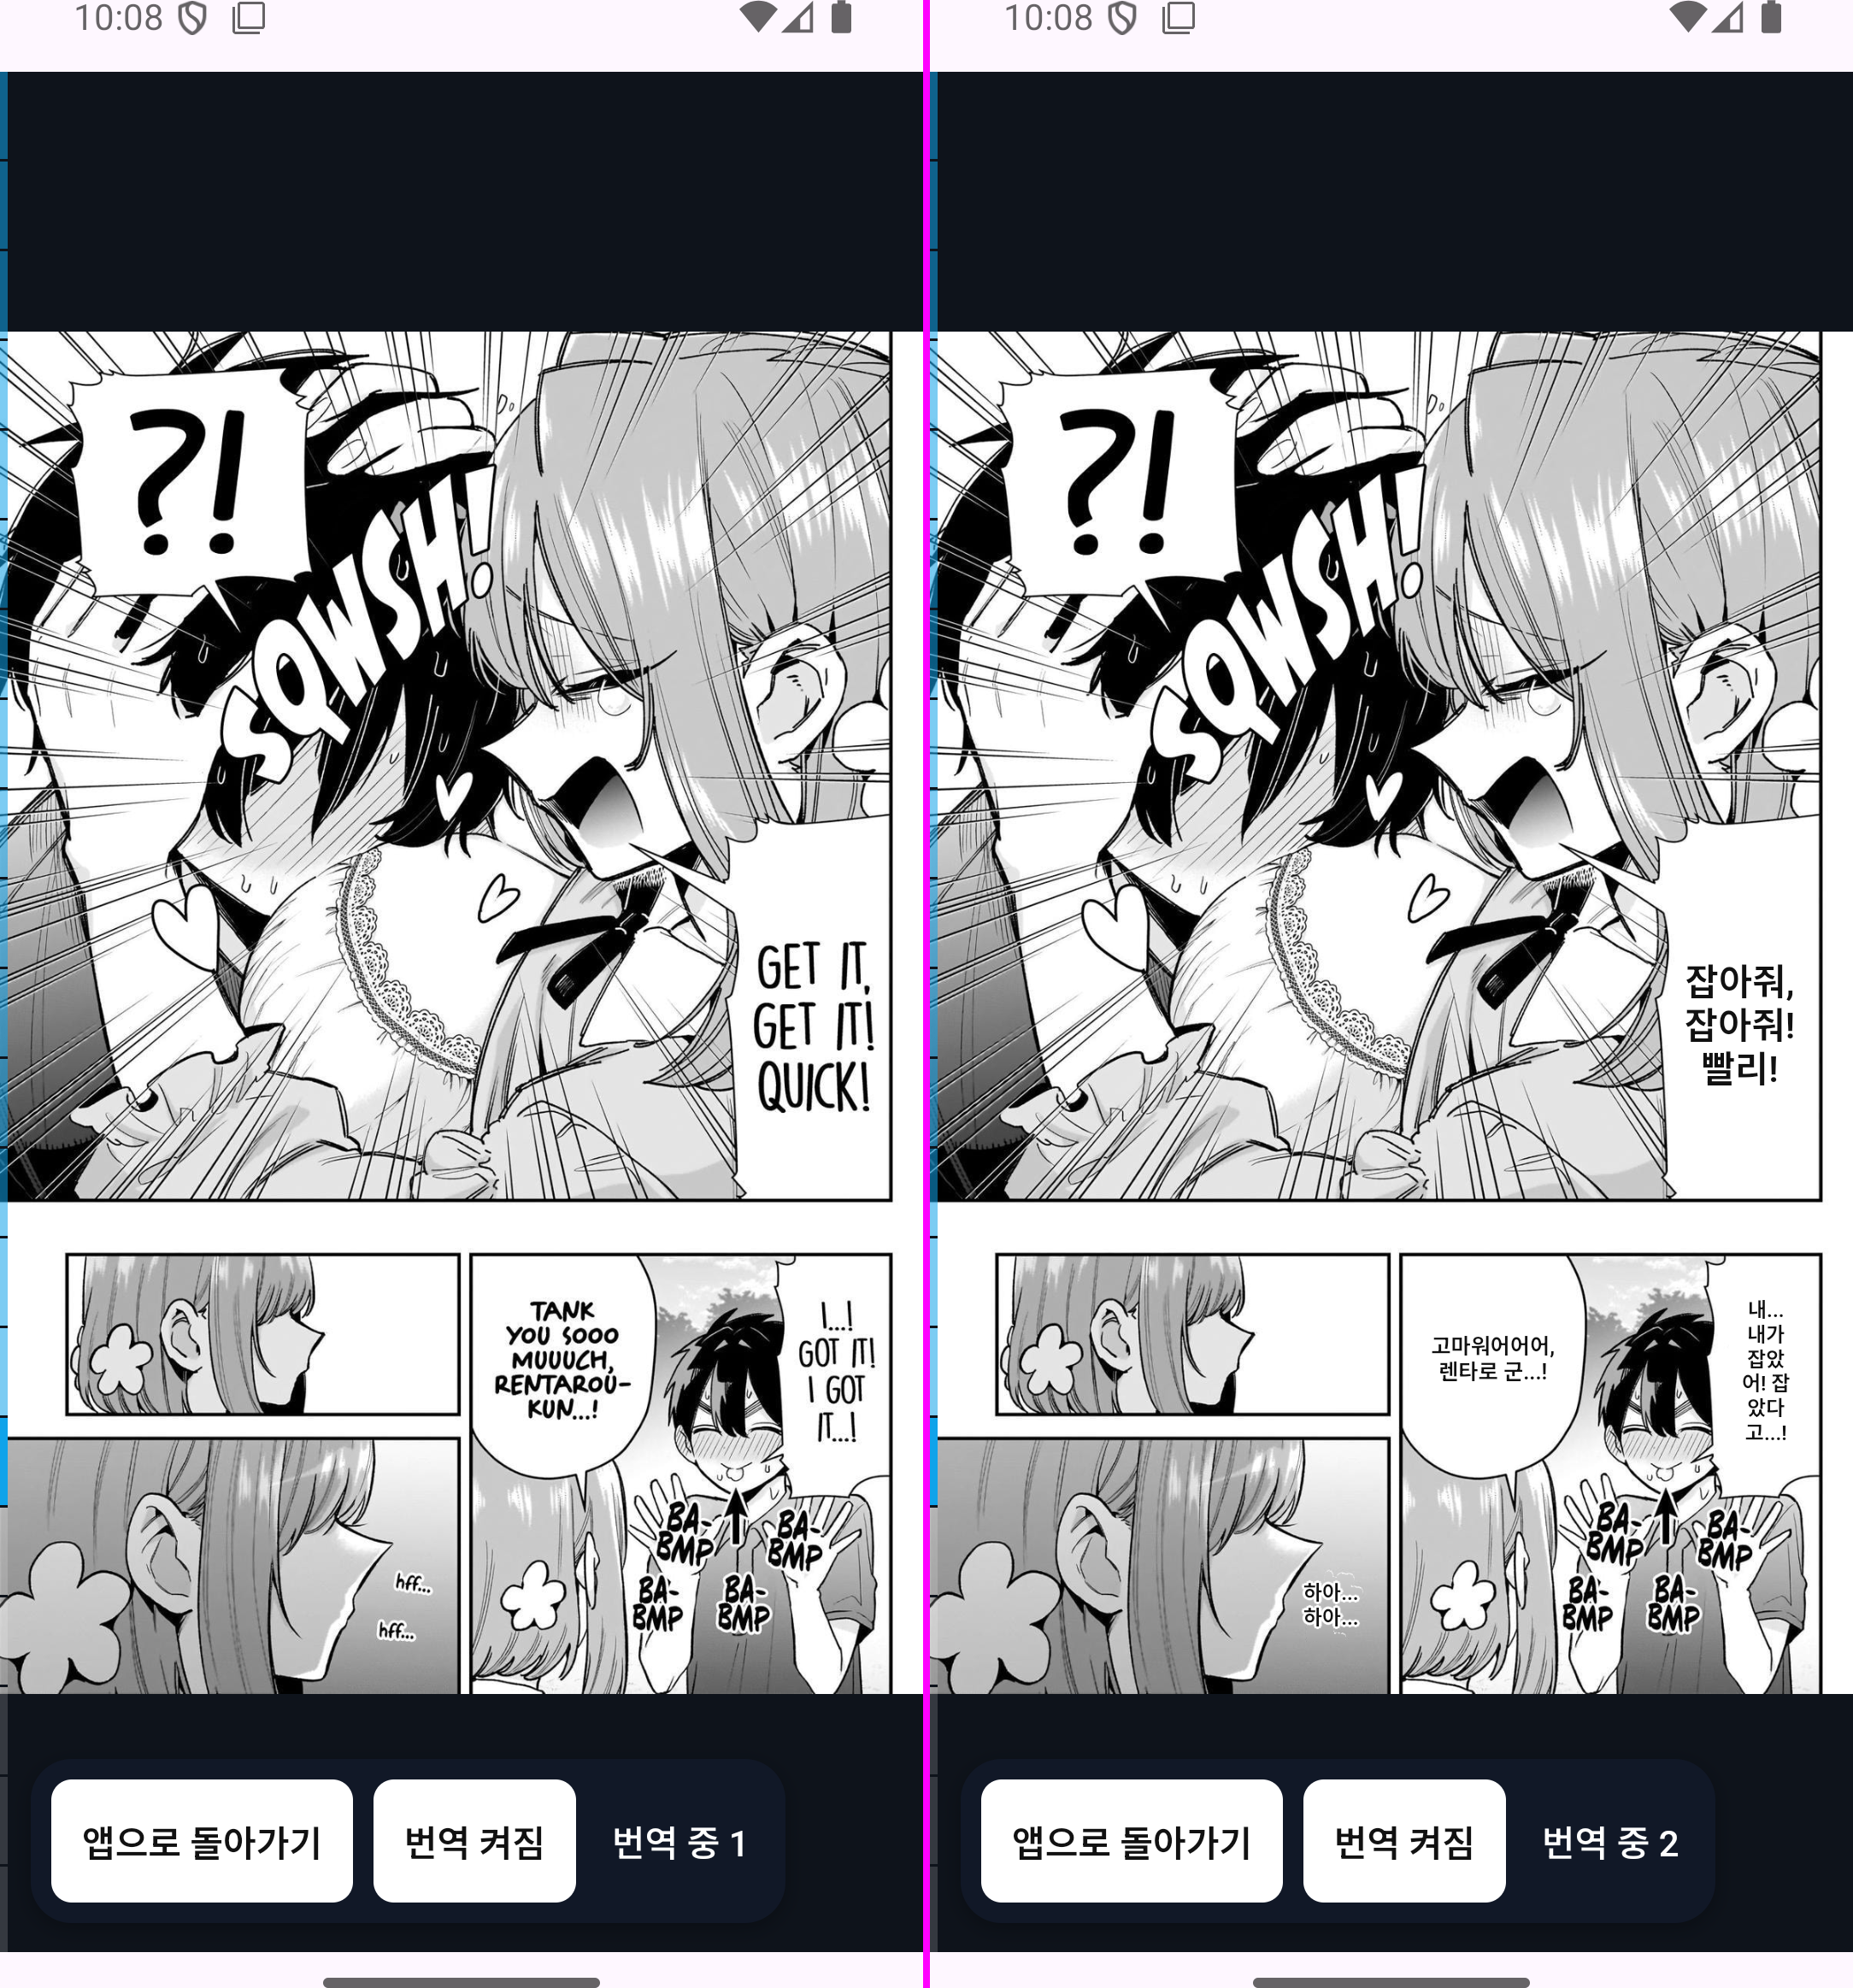 10:08
?!
SQWSH!
GET IT,
GET IT!
QUICK!
TANK
YOU SOOO
MUUUCH,
RENTAROU-
KUN...!
I...!
GOT IT!
I GOT
IT...!
BA-
BMP
BA-
BMP
BA-
BMP
BA-
BMP
hff...
hff...
앱으로 돌아가기
번역 켜짐
번역 중 1
10:08
?!
SQWSH!
잡아줘,
잡아줘!
빨리!
고마워어어어,
렌타로 군...!
내...
내가
잡았
어! 잡
았다
고...!
BA-
BMP
BA-
BMP
BA-
BMP
BA-
BMP
하아...
하아...
앱으로 돌아가기
번역 켜짐
번역 중 2